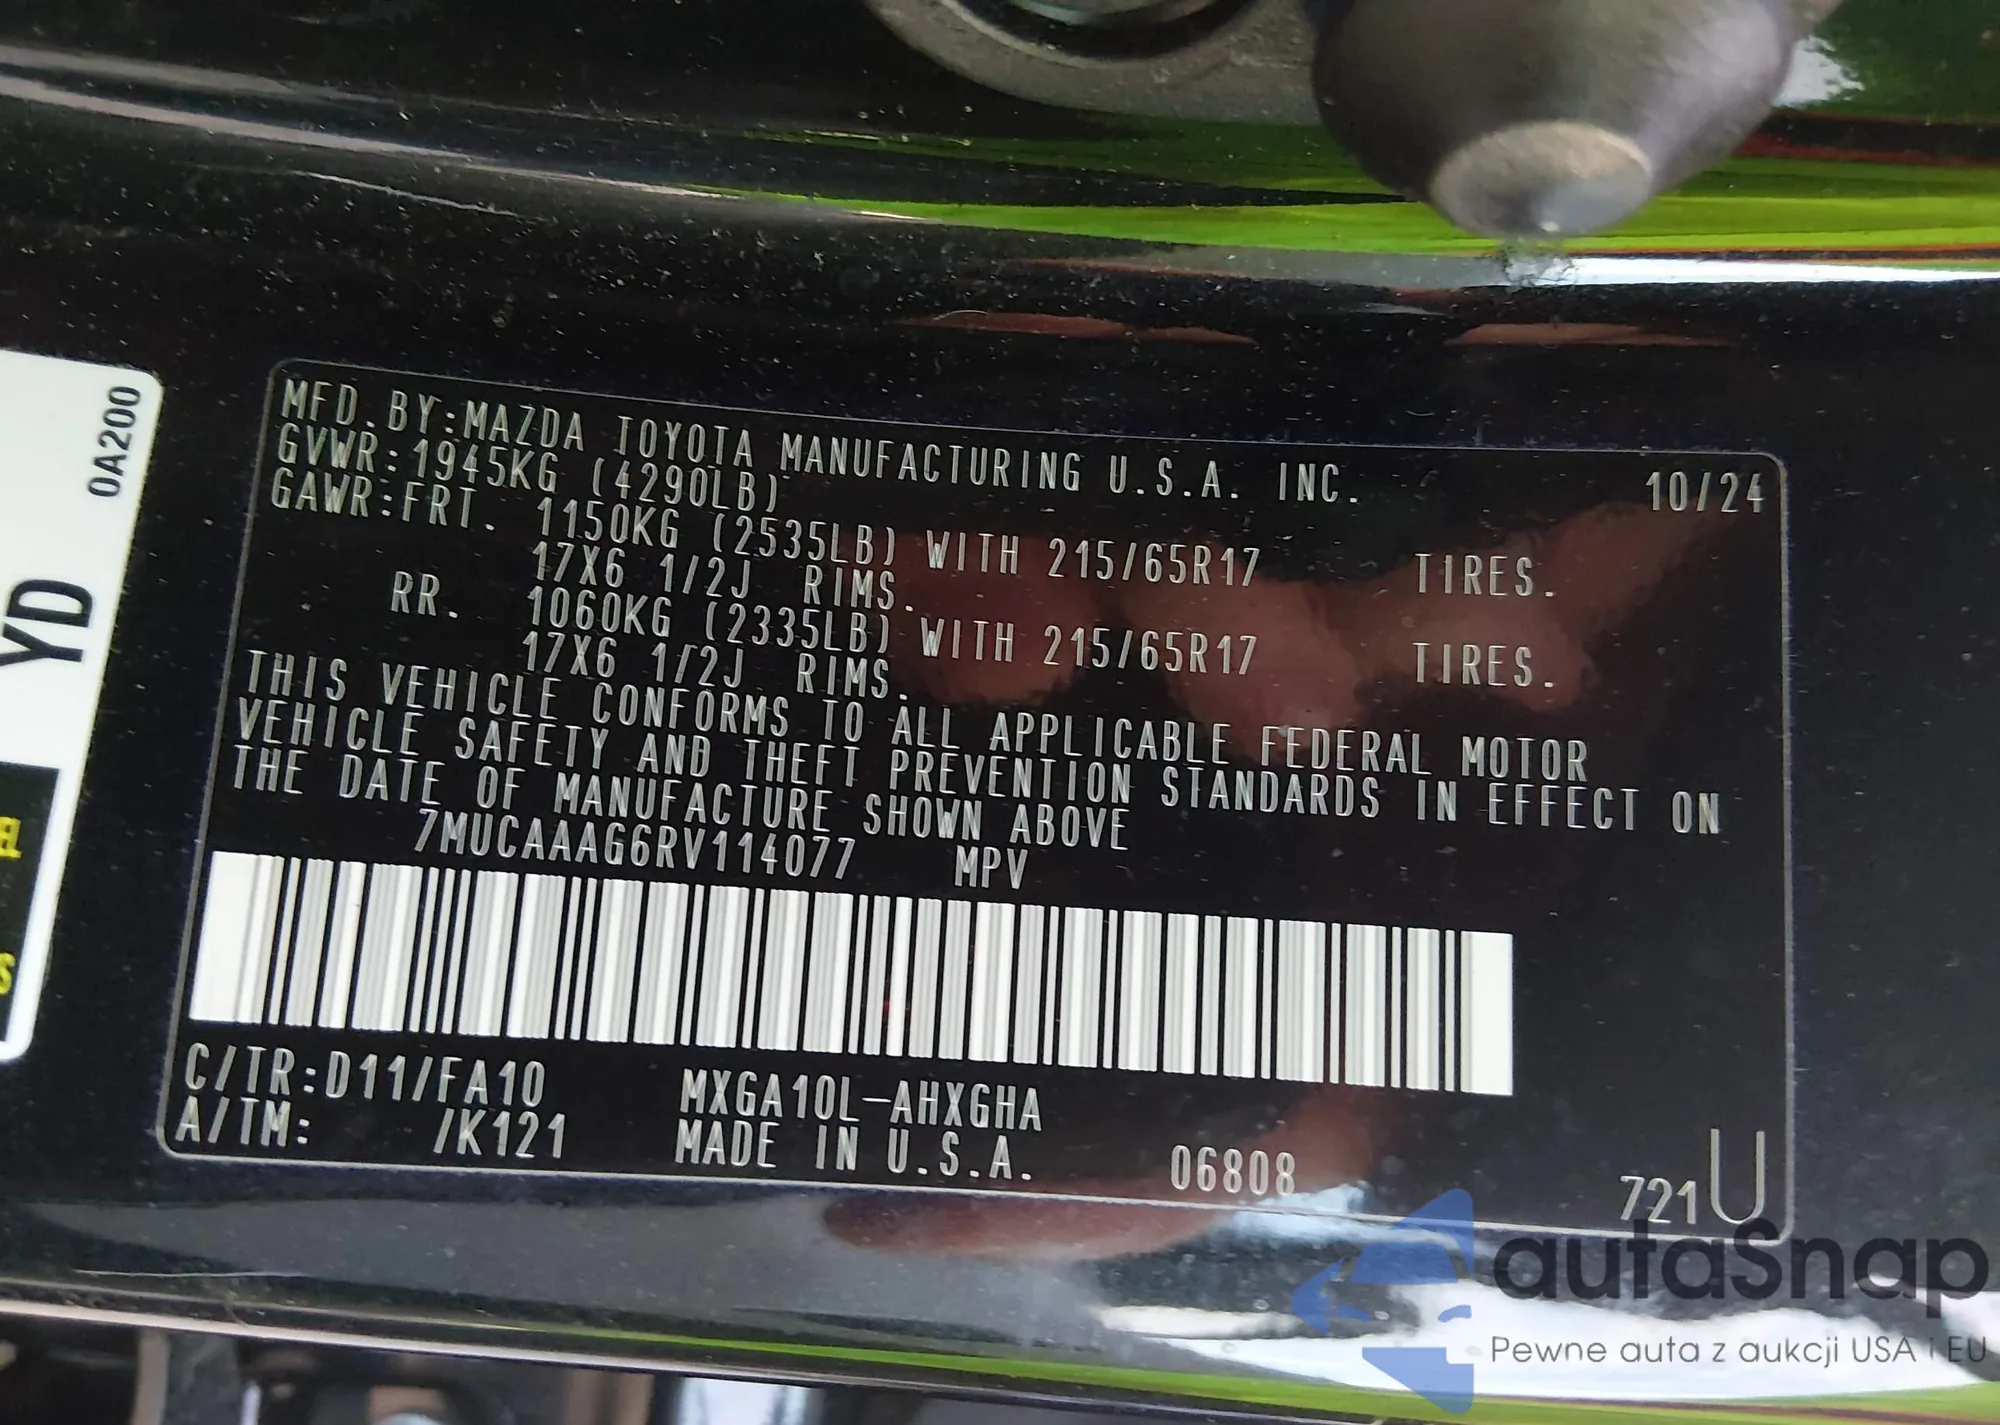 MFD.BY:MAZDA TOYOTA MANUFACTURING U.S.A. INC. 10/24
GVWR:1945KG (4290LB)
GAWR:FRT. 1150KG (2535LB) WITH 215/65R17 TIRES.
17X6 1/2J RIMS.
RR. 1060KG (2335LB) WITH 215/65R17 TIRES.
17X6 1/2J RIMS.
THIS VEHICLE CONFORMS TO ALL APPLICABLE FEDERAL MOTOR
VEHICLE SAFETY AND THEFT PREVENTION STANDARDS IN EFFECT ON
THE DATE OF MANUFACTURE SHOWN ABOVE
7MUCAAAG6RV114077 MPV
C/TR:D11/FA10 MXGA10L-AHXGHA
A/TM: /K121 MADE IN U.S.A. 06808 721U
0A200
YD
EL
S
autaSnap
Pewne auta z aukcji USA i EU